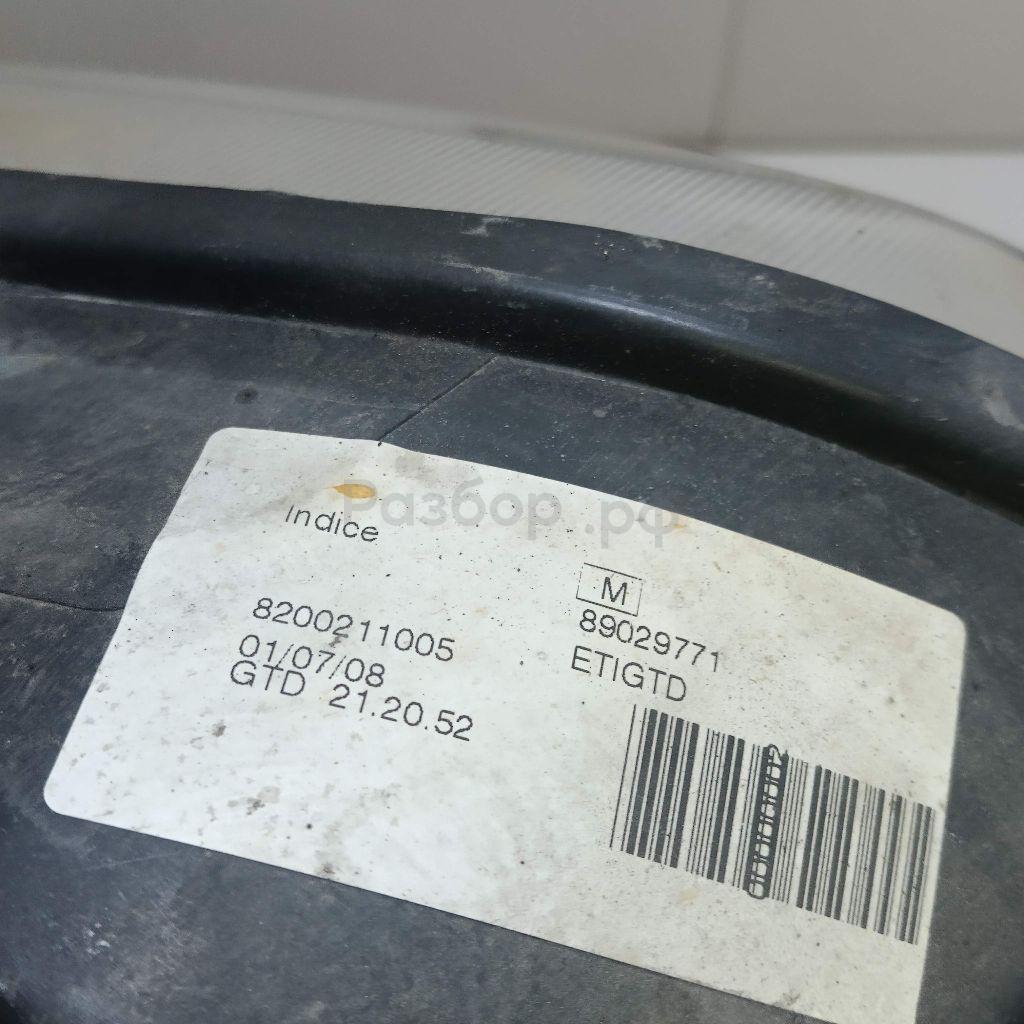 Разбор.рф
Indice
8200211005
01/07/08
GTD 21.20.52
M
89029771
ETIGTD